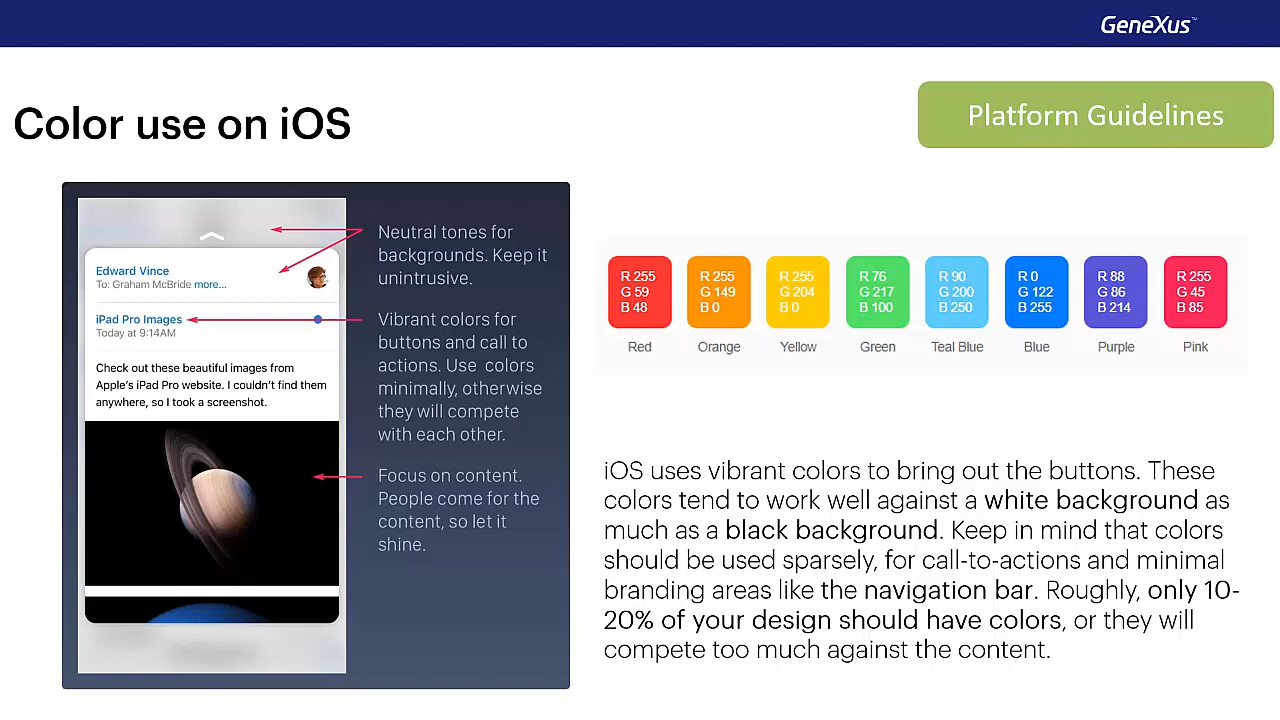 GeneXus™
Color use on iOS
Platform Guidelines
Edward Vince
To: Graham McBride more...
iPad Pro Images
Today at 9:14AM
Check out these beautiful images from
Apple's iPad Pro website. I couldn't find them
anywhere, so I took a screenshot.
Neutral tones for
backgrounds. Keep it
unintrusive.
Vibrant colors for
buttons and call to
actions. Use colors
minimally, otherwise
they will compete
with each other.
Focus on content.
People come for the
content, so let it
shine.
R 255
G 59
B 48
Red
R 255
G 149
B 0
Orange
R 255
G 204
B 0
Yellow
R 76
G 217
B 100
Green
R 90
G 200
B 250
Teal Blue
R 0
G 122
B 255
Blue
R 88
G 86
B 214
Purple
R 255
G 45
B 85
Pink
iOS uses vibrant colors to bring out the buttons. These
colors tend to work well against a white background as
much as a black background. Keep in mind that colors
should be used sparsely, for call-to-actions and minimal
branding areas like the navigation bar. Roughly, only 10-
20% of your design should have colors, or they will
compete too much against the content.